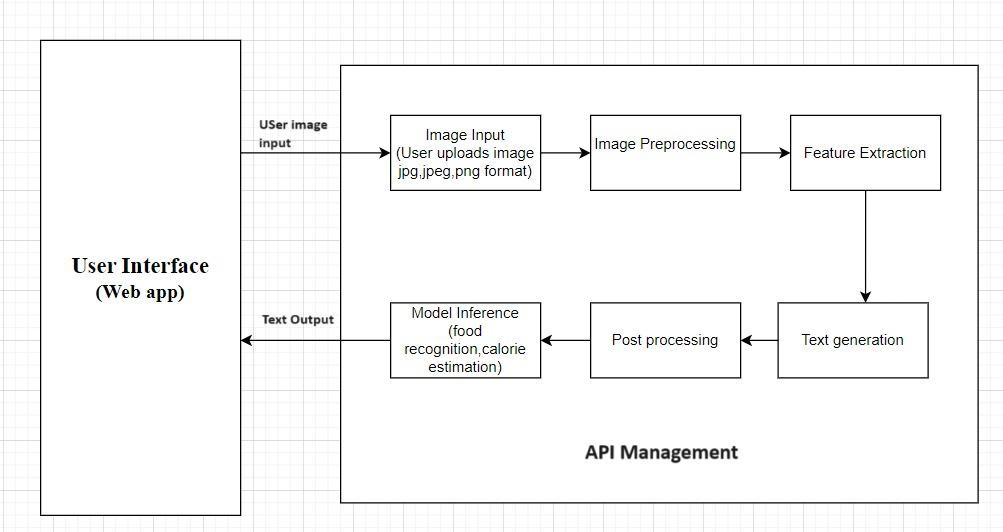 USer image
input
Image Input
(User uploads image
jpg,jpeg,png format)
Image Preprocessing
Feature Extraction
User Interface
(Web app)
Text Output
Model Inference
(food
recognition,calorie
estimation)
Post processing
Text generation
API Management